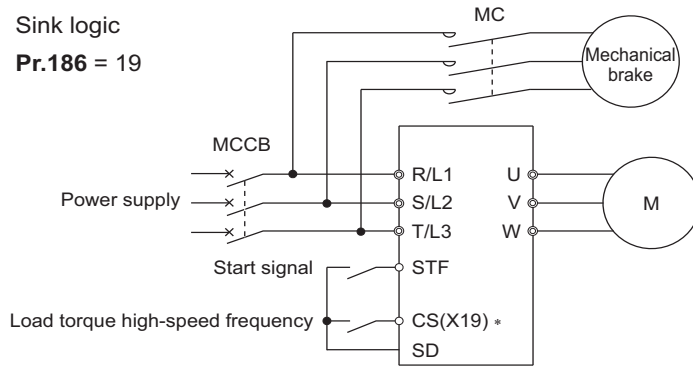 Sink logic
Pr.186 = 19
MC
Mechanical
brake
MCCB
Power supply
R/L1
S/L2
T/L3
U
V
W
M
Start signal
STF
Load torque high-speed frequency
CS(X19) *
SD